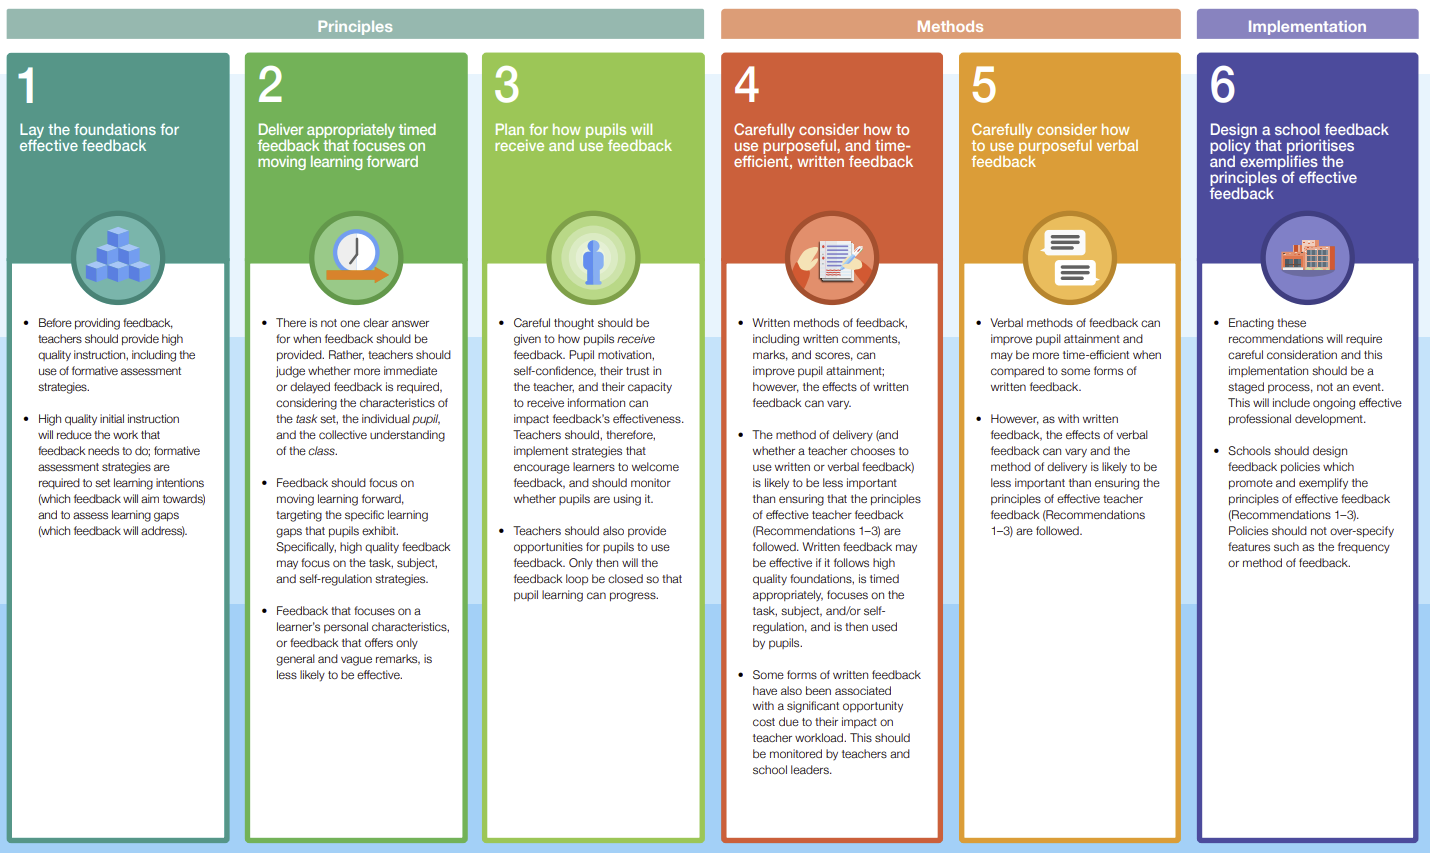 Principles
Methods
Implementation
1
Lay the foundations for
effective feedback
• Before providing feedback,
teachers should provide high
quality instruction, including the
use of formative assessment
strategies.
• High quality initial instruction
will reduce the work that
feedback needs to do; formative
assessment strategies are
required to set learning intentions
(which feedback will aim towards)
and to assess learning gaps
(which feedback will address).
2
Deliver appropriately timed
feedback that focuses on
moving learning forward
• There is not one clear answer
for when feedback should be
provided. Rather, teachers should
judge whether more immediate
or delayed feedback is required,
considering the characteristics of
the task set, the individual pupil,
and the collective understanding
of the class.
• Feedback should focus on
moving learning forward,
targeting the specific learning
gaps that pupils exhibit.
Specifically, high quality feedback
may focus on the task, subject,
and self-regulation strategies.
• Feedback that focuses on a
learner's personal characteristics,
or feedback that offers only
general and vague remarks, is
less likely to be effective.
3
Plan for how pupils will
receive and use feedback
• Careful thought should be
given to how pupils receive
feedback. Pupil motivation,
self-confidence, their trust in
the teacher, and their capacity
to receive information can
impact feedback's effectiveness.
Teachers should, therefore,
implement strategies that
encourage learners to welcome
feedback, and should monitor
whether pupils are using it.
• Teachers should also provide
opportunities for pupils to use
feedback. Only then will the
feedback loop be closed so that
pupil learning can progress.
4
Carefully consider how to
use purposeful, and time-
efficient, written feedback
• Written methods of feedback,
including written comments,
marks, and scores, can
improve pupil attainment;
however, the effects of written
feedback can vary.
• The method of delivery (and
whether a teacher chooses to
use written or verbal feedback)
is likely to be less important
than ensuring that the principles
of effective teacher feedback
(Recommendations 1–3) are
followed. Written feedback may
be effective if it follows high
quality foundations, is timed
appropriately, focuses on the
task, subject, and/or self-
regulation, and is then used
by pupils.
• Some forms of written feedback
have also been associated
with a significant opportunity
cost due to their impact on
teacher workload. This should
be monitored by teachers and
school leaders.
5
Carefully consider how
to use purposeful verbal
feedback
• Verbal methods of feedback can
improve pupil attainment and
may be more time-efficient when
compared to some forms of
written feedback.
• However, as with written
feedback, the effects of verbal
feedback can vary and the
method of delivery is likely to be
less important than ensuring the
principles of effective teacher
feedback (Recommendations
1–3) are followed.
6
Design a school feedback
policy that prioritises
and exemplifies the
principles of effective
feedback
• Enacting these
recommendations will require
careful consideration and this
implementation should be a
staged process, not an event.
This will include ongoing effective
professional development.
• Schools should design
feedback policies which
promote and exemplify the
principles of effective feedback
(Recommendations 1–3).
Policies should not over-specify
features such as the frequency
or method of feedback.